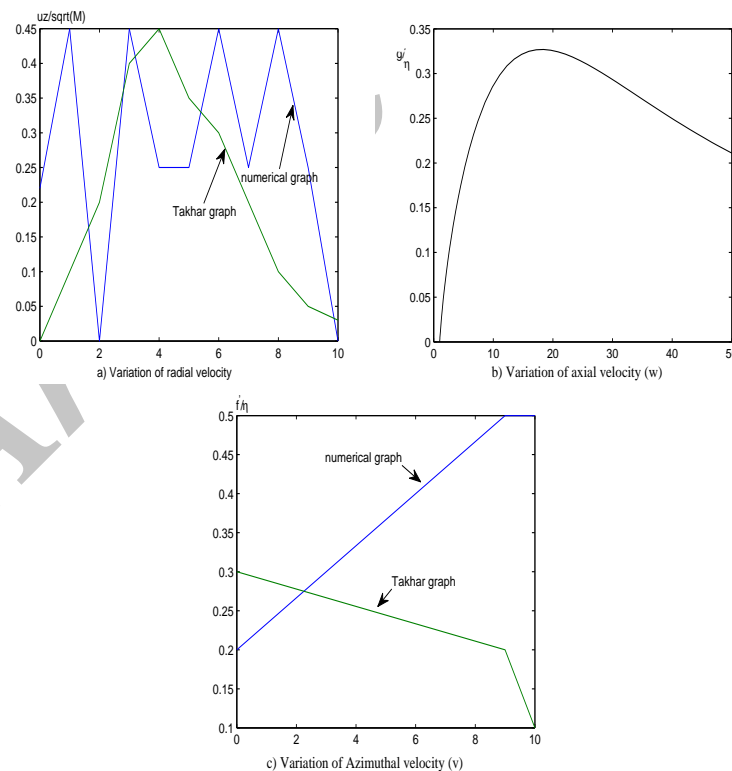 uz/sqrt(M)
0.45
0.4
0.35
0.3
0.25
0.2
0.15
0.1
0.05
0
0 2 4 6 8 10
numerical graph
Takhar graph
a) Variation of radial velocity
0.35
g'/η
0.3
0.25
0.2
0.15
0.1
0.05
0
0 10 20 30 40 50
b) Variation of axial velocity (w)
f'/η
0.5
0.45
0.4
0.35
0.3
0.25
0.2
0.15
0.1
0 2 4 6 8 10
numerical graph
Takhar graph
c) Variation of Azimuthal velocity (v)